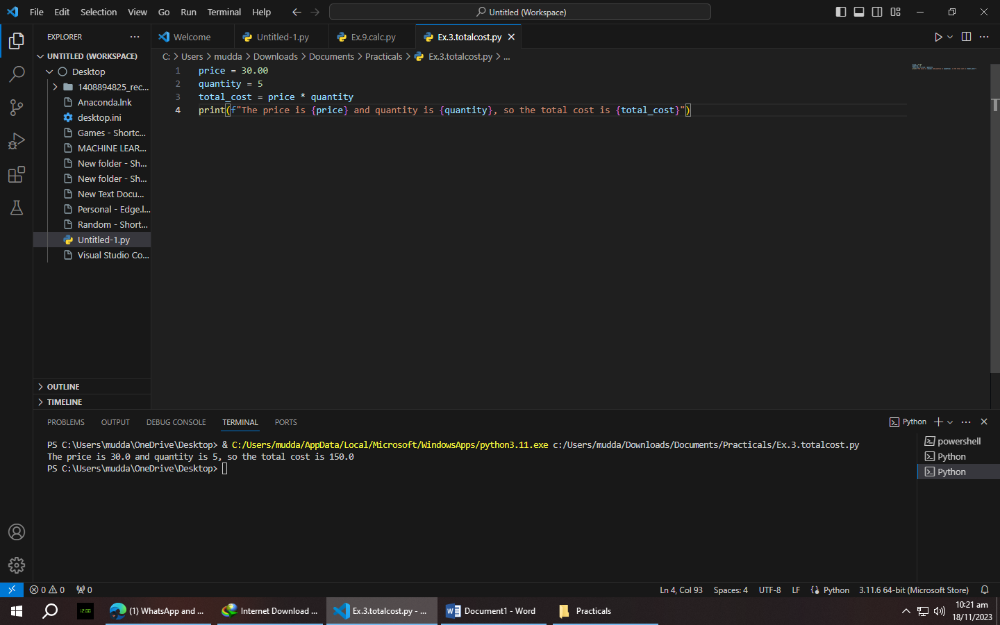 File Edit Selection View Go Run Terminal Help
Untitled (Workspace)
EXPLORER
Welcome
Untitled-1.py
Ex.9.calc.py
Ex.3.totalcost.py
UNTITLED (WORKSPACE)
Desktop
1408894825_rec...
Anaconda.lnk
desktop.ini
Games - Shortc...
MACHINE LEAR...
New folder - Sh...
New folder - Sh...
New Text Docu...
Personal - Edge.l...
Random - Short...
Untitled-1.py
Visual Studio Co...
OUTLINE
TIMELINE
C: > Users > mudda > Downloads > Documents > Practicals > Ex.3.totalcost.py > ...
1 price = 30.00
2 quantity = 5
3 total_cost = price * quantity
4 print(f"The price is {price} and quantity is {quantity}, so the total cost is {total_cost}")
PROBLEMS OUTPUT DEBUG CONSOLE TERMINAL PORTS
Python
PS C:\Users\mudda\OneDrive\Desktop> & C:/Users/mudda/AppData/Local/Microsoft/WindowsApps/python3.11.exe c:/Users/mudda/Downloads/Documents/Practicals/Ex.3.totalcost.py
The price is 30.0 and quantity is 5, so the total cost is 150.0
PS C:\Users\mudda\OneDrive\Desktop>
powershell
Python
Python
0 0 0
Ln 4, Col 93 Spaces: 4 UTF-8 LF Python 3.11.6 64-bit (Microsoft Store)
12:00
(1) WhatsApp and ...
Internet Download ...
Ex.3.totalcost.py - ...
Document1 - Word
Practicals
10:21 am
18/11/2023